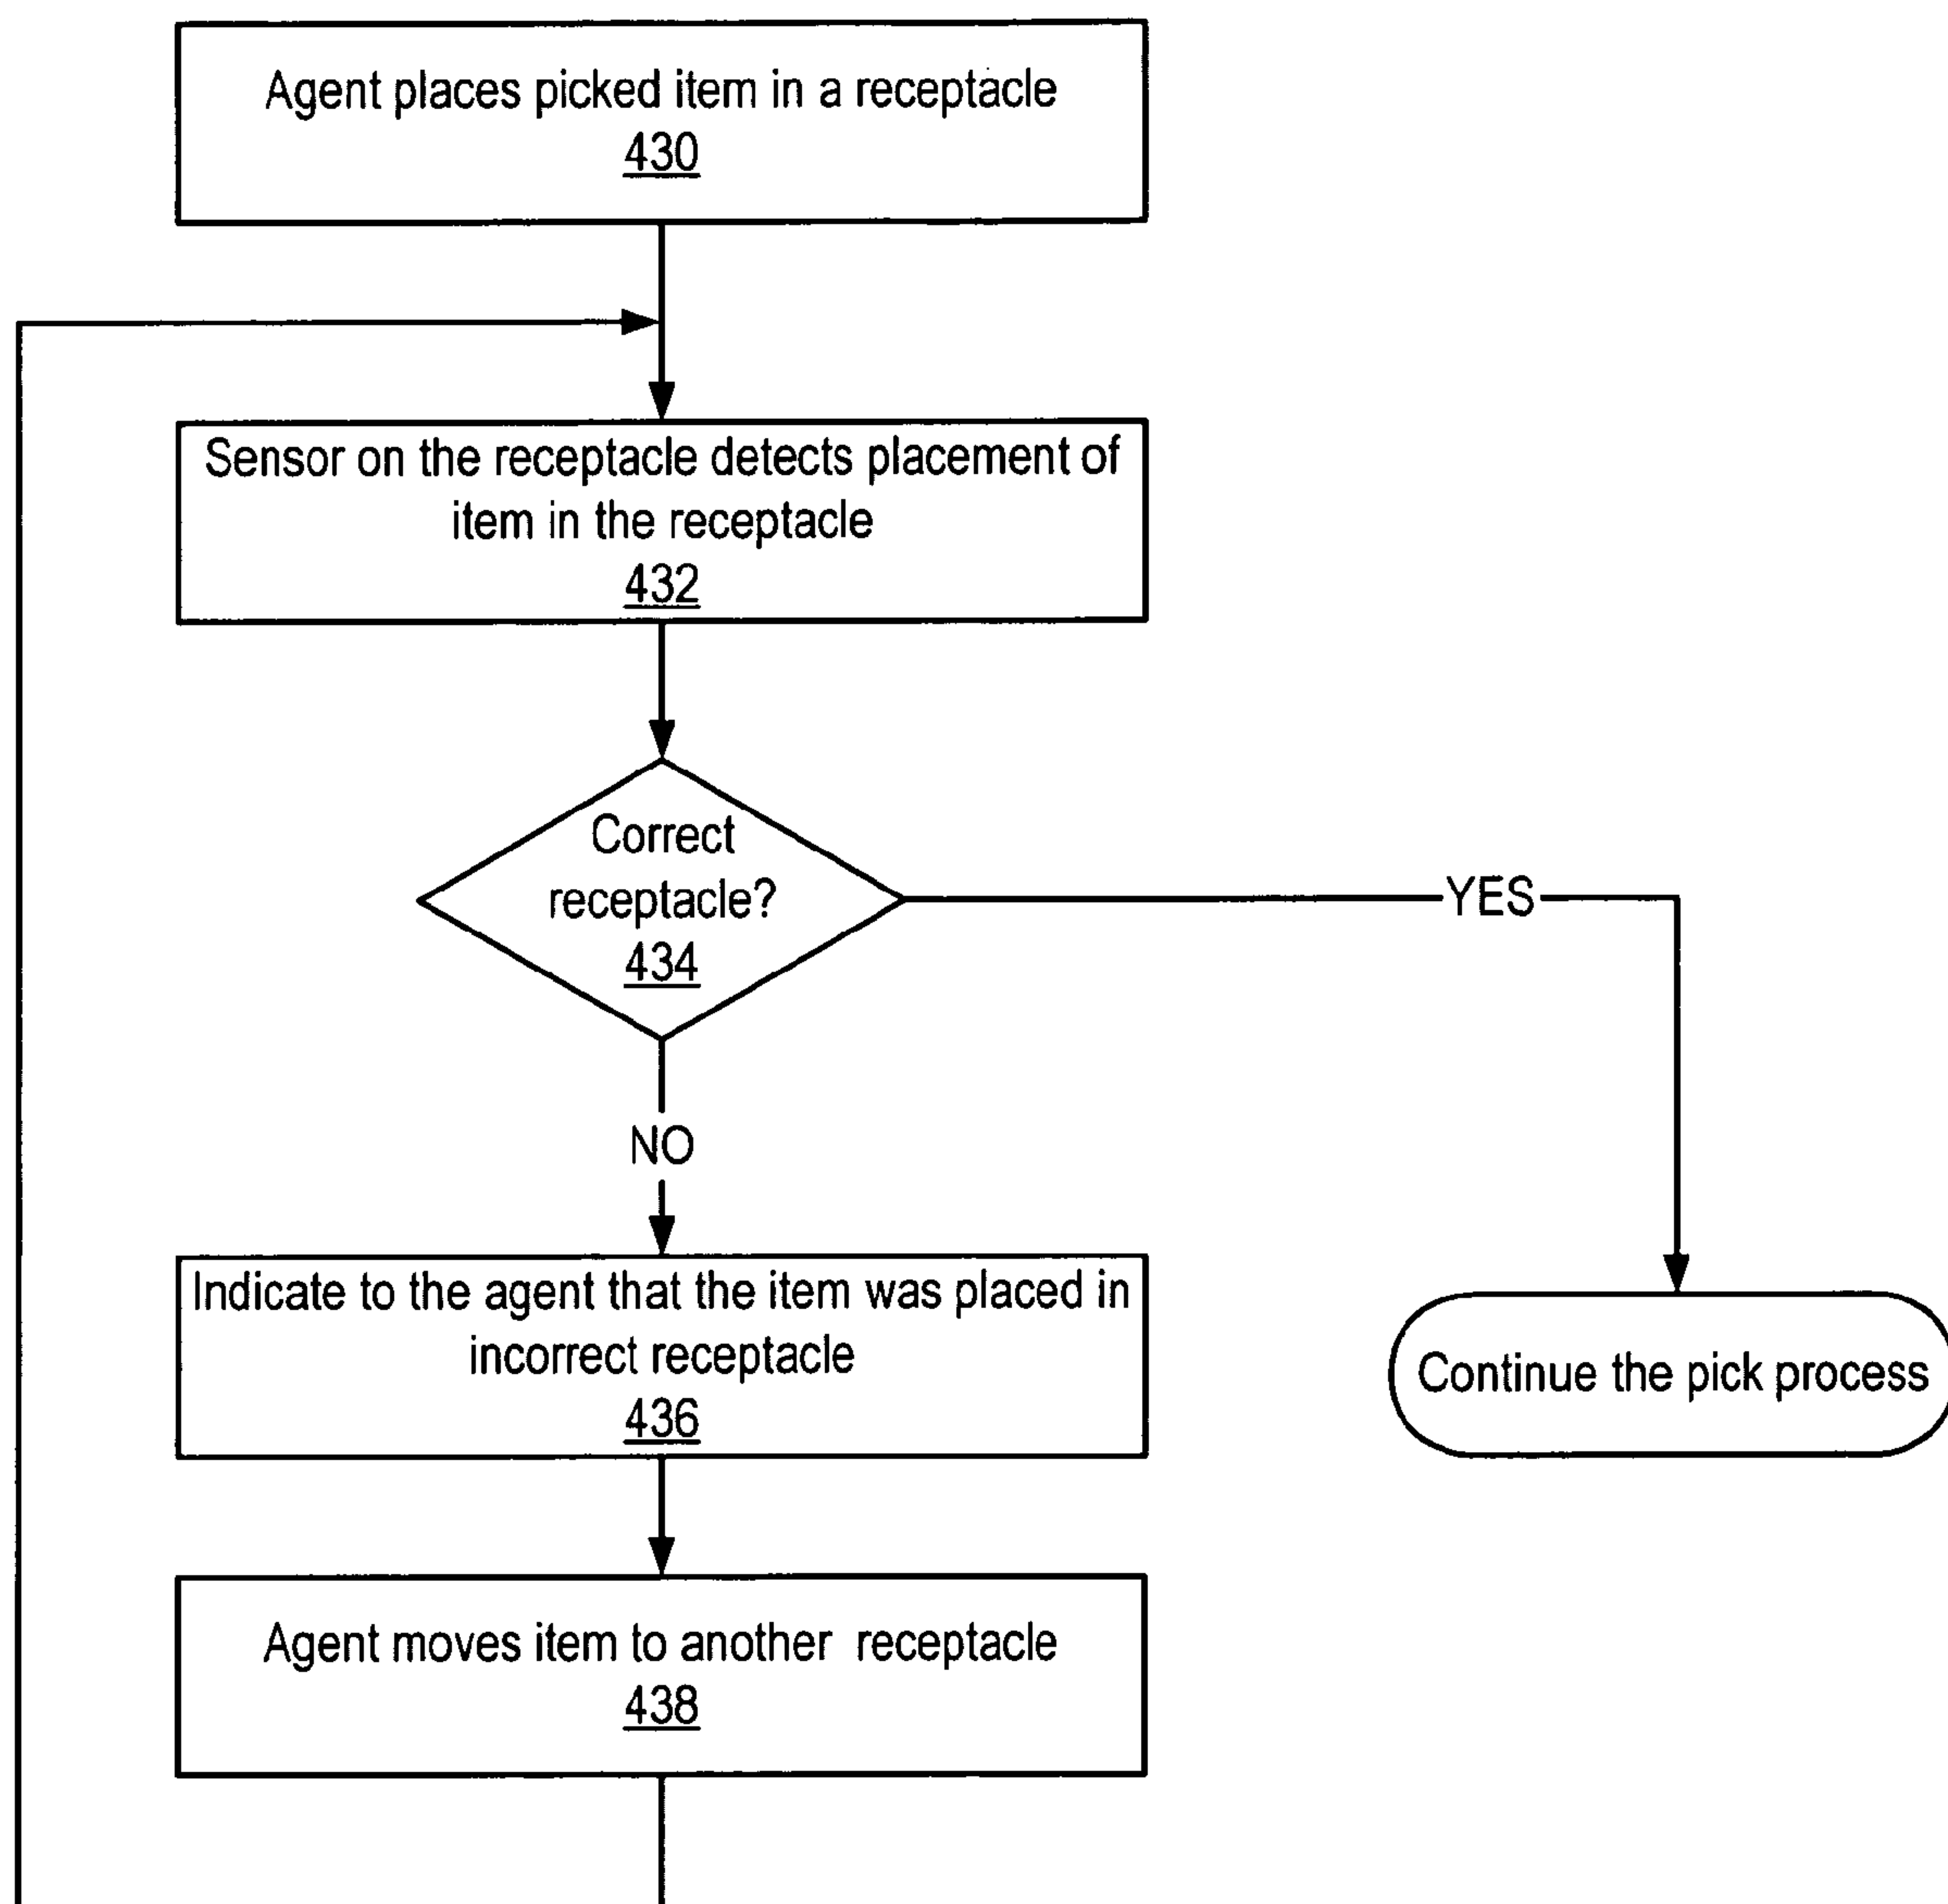 Agent places picked item in a receptacle
430
Sensor on the receptacle detects placement of
item in the receptacle
432
Correct
receptacle?
434
YES
NO
Indicate to the agent that the item was placed in
incorrect receptacle
436
Continue the pick process
Agent moves item to another receptacle
438